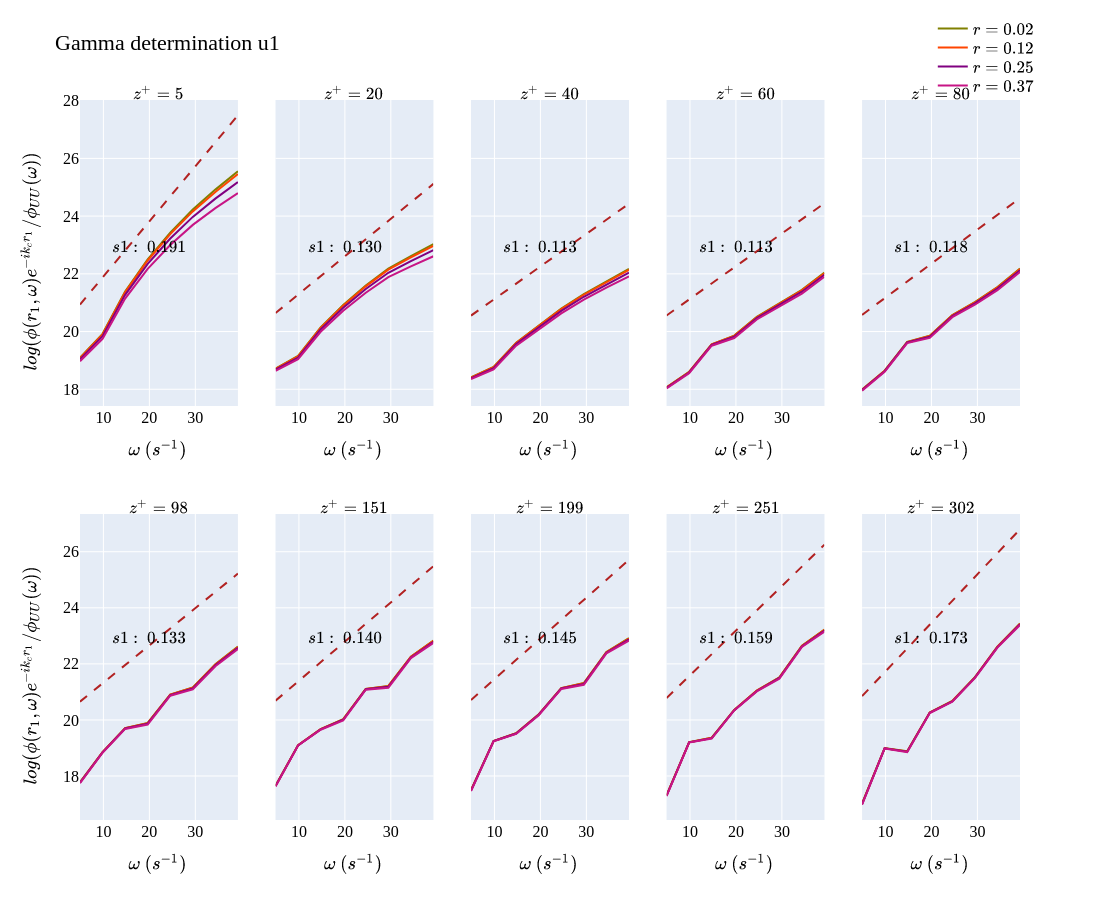 Gamma determination u1
r = 0.02
r = 0.12
r = 0.25
r = 0.37
z⁺ = 5
z⁺ = 20
z⁺ = 40
z⁺ = 60
z⁺ = 80
28
26
24
22
20
18
log(ϕ(r₁, ω)e^{−ik_c r₁}/ϕ_{UU}(ω))
s1 : 0.191
s1 : 0.130
s1 : 0.113
s1 : 0.113
s1 : 0.118
10 20 30
10 20 30
10 20 30
10 20 30
10 20 30
ω (s⁻¹)
ω (s⁻¹)
ω (s⁻¹)
ω (s⁻¹)
ω (s⁻¹)
z⁺ = 98
z⁺ = 151
z⁺ = 199
z⁺ = 251
z⁺ = 302
26
24
22
20
18
log(ϕ(r₁, ω)e^{−ik_c r₁}/ϕ_{UU}(ω))
s1 : 0.133
s1 : 0.140
s1 : 0.145
s1 : 0.159
s1 : 0.173
10 20 30
10 20 30
10 20 30
10 20 30
10 20 30
ω (s⁻¹)
ω (s⁻¹)
ω (s⁻¹)
ω (s⁻¹)
ω (s⁻¹)